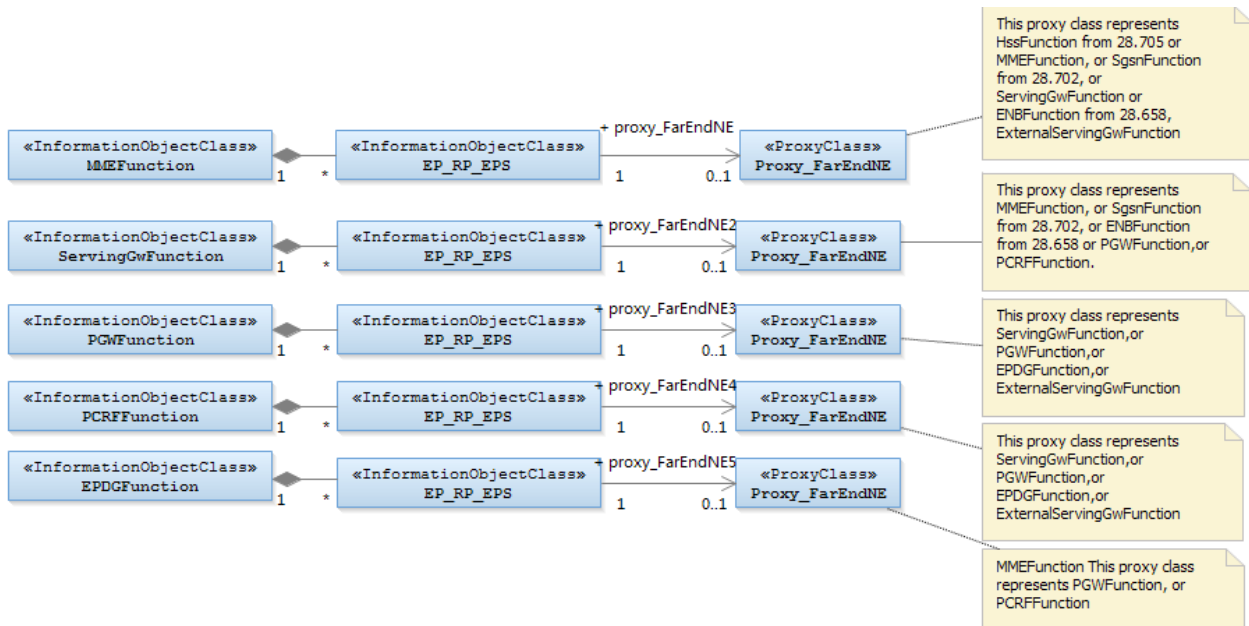 This proxy class represents
HssFunction from 28.705 or
MMEFunction, or SgsnFunction
from 28.702, or
ServingGwFunction or
ENBFunction from 28.658,
ExternalServingGwFunction
«InformationObjectClass»
MMEFunction
1
*
«InformationObjectClass»
EP_RP_EPS
+ proxy_FarEndNE
1
0..1
«ProxyClass»
Proxy_FarEndNE
This proxy class represents
MMEFunction, or SgsnFunction
from 28.702, or ENBFunction
from 28.658 or PGWFunction,or
PCRFFunction.
«InformationObjectClass»
ServingGwFunction
1
*
«InformationObjectClass»
EP_RP_EPS
+ proxy_FarEndNE2
1
0..1
«ProxyClass»
Proxy_FarEndNE
This proxy class represents
ServingGwFunction,or
PGWFunction,or
EPDGFunction,or
ExternalServingGwFunction
«InformationObjectClass»
PGWFunction
1
*
«InformationObjectClass»
EP_RP_EPS
+ proxy_FarEndNE3
1
0..1
«ProxyClass»
Proxy_FarEndNE
«InformationObjectClass»
PCRFFunction
1
*
«InformationObjectClass»
EP_RP_EPS
+ proxy_FarEndNE4
1
0..1
«ProxyClass»
Proxy_FarEndNE
This proxy class represents
ServingGwFunction,or
PGWFunction,or
EPDGFunction,or
ExternalServingGwFunction
«InformationObjectClass»
EPDGFunction
1
*
«InformationObjectClass»
EP_RP_EPS
+ proxy_FarEndNE5
1
0..1
«ProxyClass»
Proxy_FarEndNE
MMEFunction This proxy class
represents PGWFunction, or
PCRFFunction